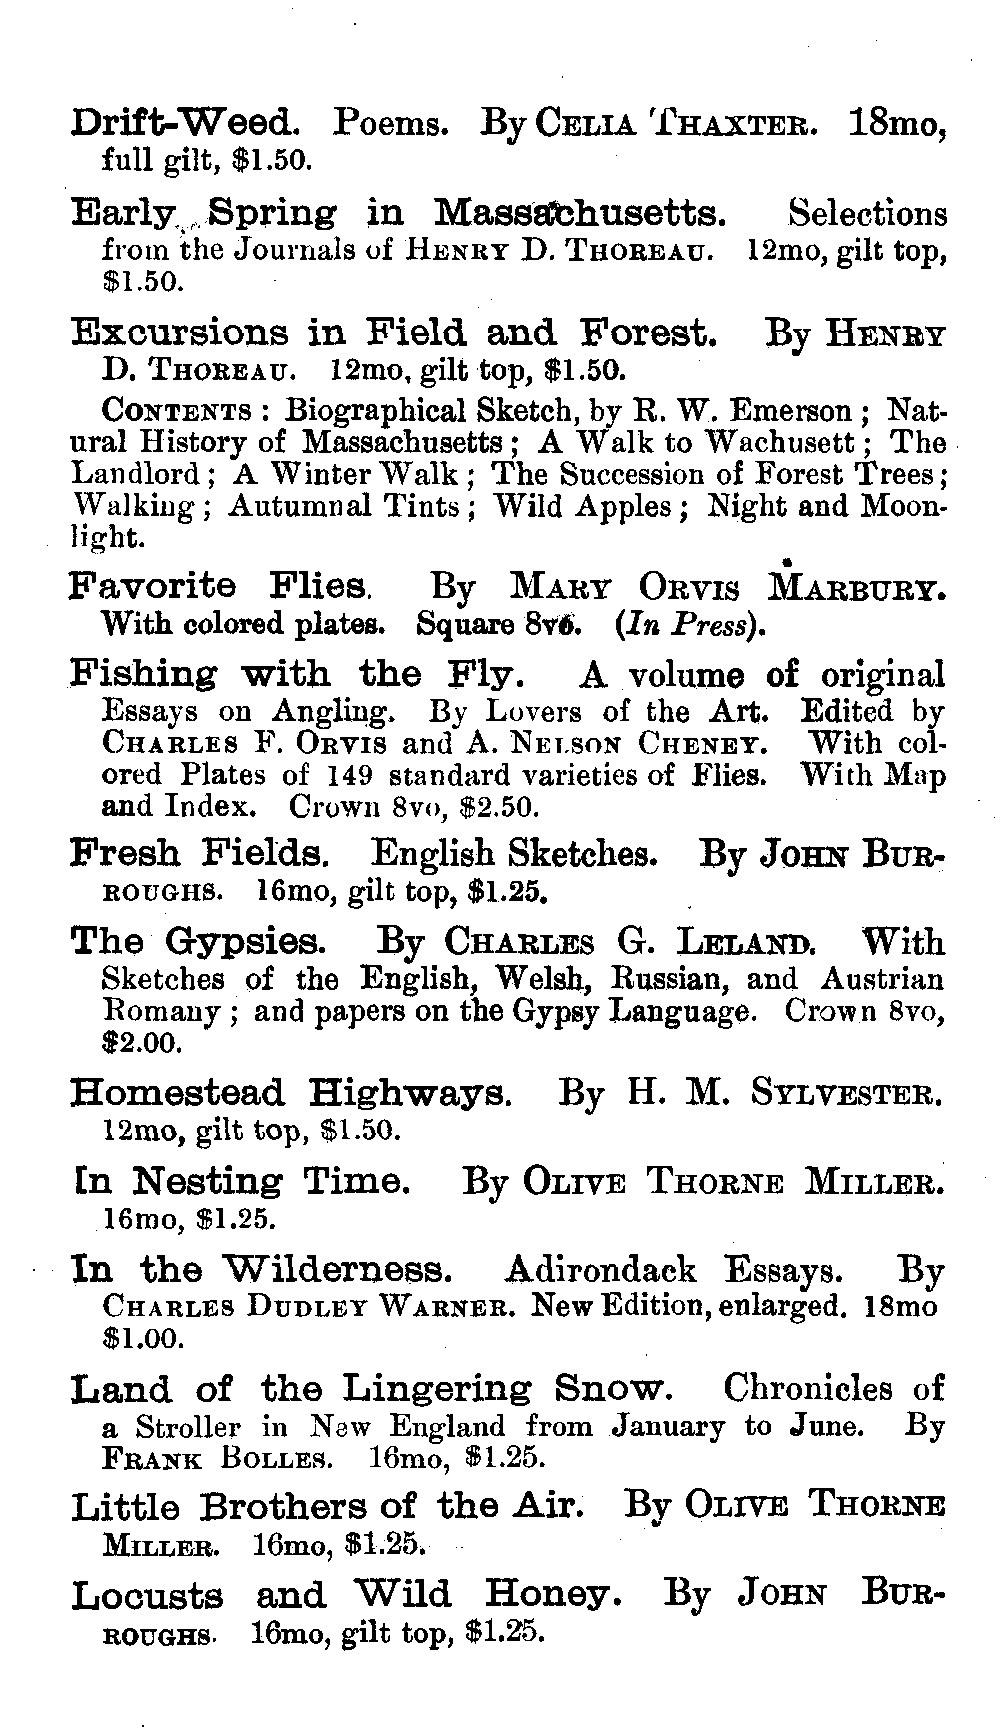 Drift-Weed. Poems. By CELIA THAXTER. 18mo,
full gilt, $1.50.
Early Spring in Massachusetts. Selections
from the Journals of HENRY D. THOREAU. 12mo, gilt top,
$1.50.
Excursions in Field and Forest. By HENRY
D. THOREAU. 12mo, gilt top, $1.50.
CONTENTS : Biographical Sketch, by R. W. Emerson ; Nat-
ural History of Massachusetts ; A Walk to Wachusett ; The
Landlord ; A Winter Walk ; The Succession of Forest Trees ;
Walking ; Autumnal Tints ; Wild Apples ; Night and Moon-
light.
Favorite Flies. By MARY ORVIS MARBURY.
With colored plates. Square 8vo. (In Press).
Fishing with the Fly. A volume of original
Essays on Angling. By Lovers of the Art. Edited by
CHARLES F. ORVIS and A. NELSON CHENEY. With col-
ored Plates of 149 standard varieties of Flies. With Map
and Index. Crown 8vo, $2.50.
Fresh Fields. English Sketches. By JOHN BUR-
ROUGHS. 16mo, gilt top, $1.25.
The Gypsies. By CHARLES G. LELAND. With
Sketches of the English, Welsh, Russian, and Austrian
Romany ; and papers on the Gypsy Language. Crown 8vo,
$2.00.
Homestead Highways. By H. M. SYLVESTER.
12mo, gilt top, $1.50.
In Nesting Time. By OLIVE THORNE MILLER.
16mo, $1.25.
In the Wilderness. Adirondack Essays. By
CHARLES DUDLEY WARNER. New Edition, enlarged. 18mo
$1.00.
Land of the Lingering Snow. Chronicles of
a Stroller in New England from January to June. By
FRANK BOLLES. 16mo, $1.25.
Little Brothers of the Air. By OLIVE THORNE
MILLER. 16mo, $1.25.
Locusts and Wild Honey. By JOHN BUR-
ROUGHS. 16mo, gilt top, $1.25.